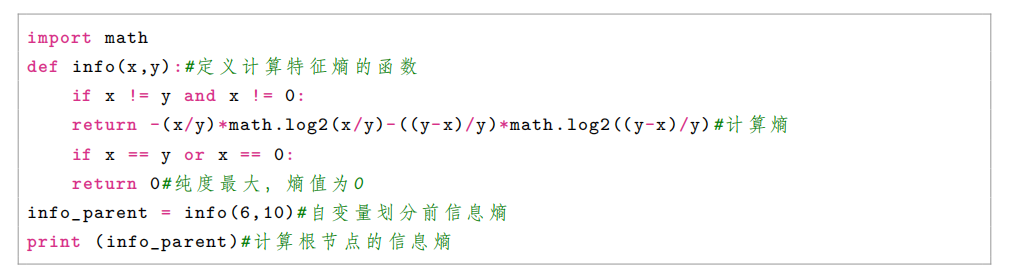 import math
def info(x,y):#定义计算特征熵的函数
    if x != y and x != 0:
    return -(x/y)*math.log2(x/y)-((y-x)/y)*math.log2((y-x)/y)#计算熵
    if x == y or x == 0:
    return 0#纯度最大, 熵值为0
info_parent = info(6,10)#自变量划分前信息熵
print (info_parent)#计算根节点的信息熵